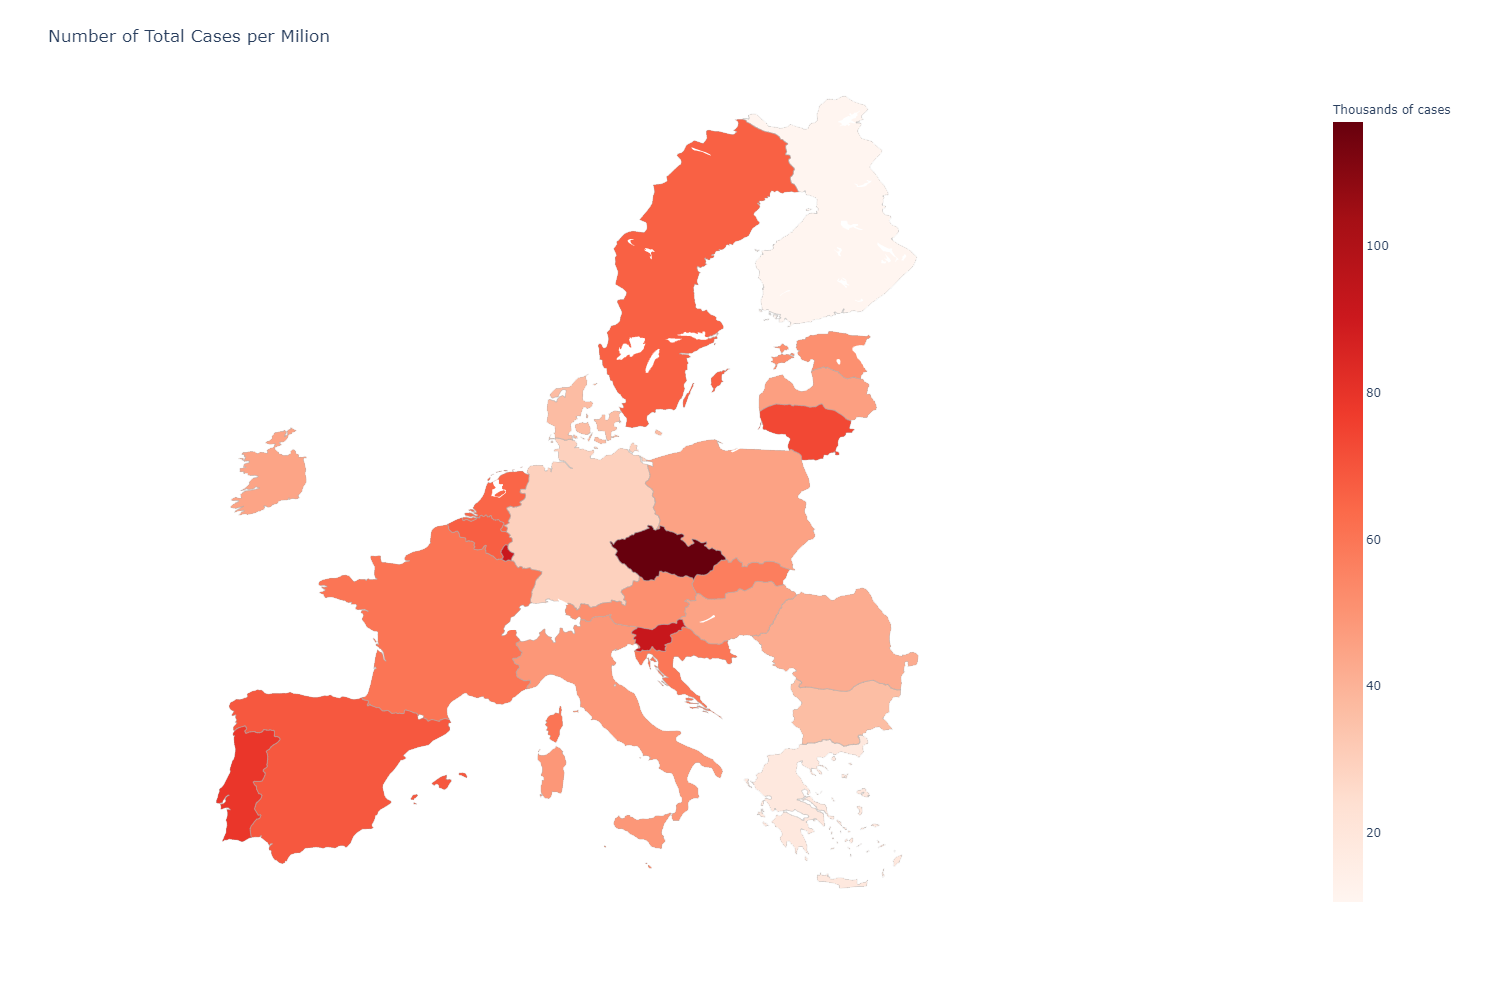 Number of Total Cases per Milion
Thousands of cases
100
80
60
40
20